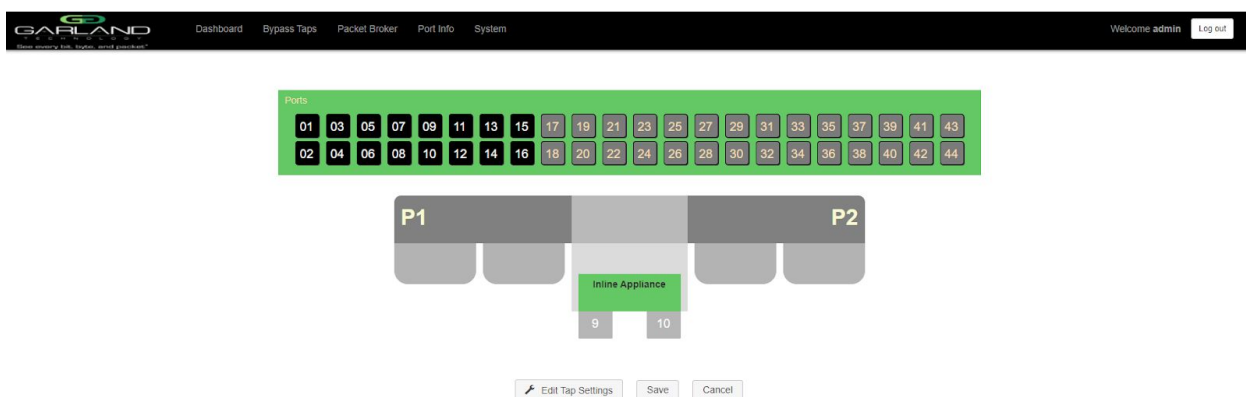 GARLAND
TECHNOLOGY
See every bit, byte, and packet®
Dashboard Bypass Taps Packet Broker Port Info System
Welcome admin Log out
Ports
01 03 05 07 09 11 13 15 17 19 21 23 25 27 29 31 33 35 37 39 41 43
02 04 06 08 10 12 14 16 18 20 22 24 26 28 30 32 34 36 38 40 42 44
P1 P2
Inline Appliance
9 10
Edit Tap Settings Save Cancel